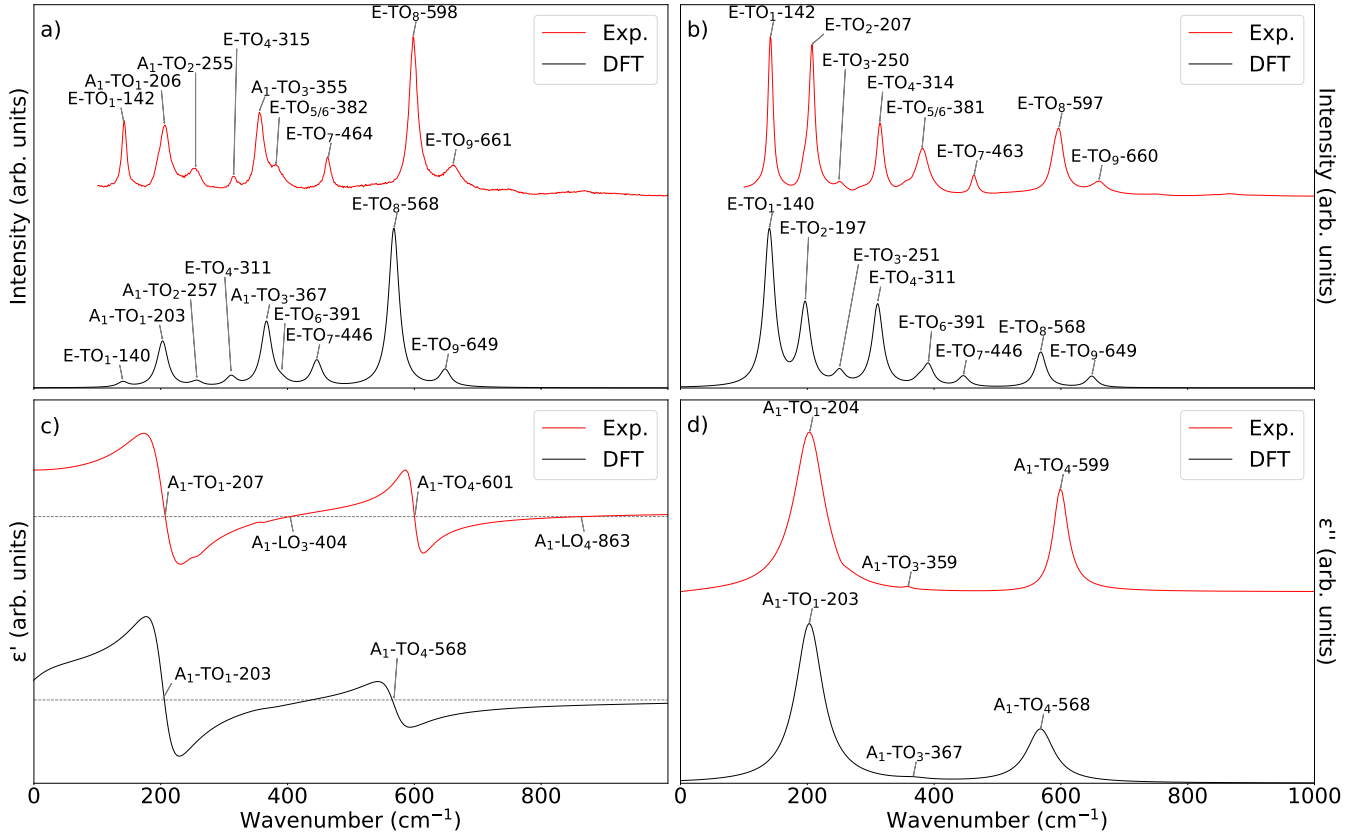 a)
E-TO₈-598
E-TO₄-315
A₁-TO₂-255
A₁-TO₁-206
E-TO₁-142
A₁-TO₃-355
E-TO₅/₆-382
E-TO₇-464
E-TO₉-661
Exp.
DFT
E-TO₈-568
E-TO₄-311
A₁-TO₂-257
A₁-TO₁-203
E-TO₁-140
A₁-TO₃-367
E-TO₆-391
E-TO₇-446
E-TO₉-649
Intensity (arb. units)
b)
E-TO₁-142
E-TO₂-207
E-TO₃-250
E-TO₄-314
E-TO₅/₆-381
E-TO₇-463
E-TO₈-597
E-TO₉-660
Exp.
DFT
E-TO₁-140
E-TO₂-197
E-TO₃-251
E-TO₄-311
E-TO₆-391
E-TO₇-446
E-TO₈-568
E-TO₉-649
Intensity (arb. units)
c)
Exp.
DFT
A₁-TO₁-207
A₁-TO₄-601
A₁-LO₃-404
A₁-LO₄-863
A₁-TO₁-203
A₁-TO₄-568
ε' (arb. units)
0 200 400 600 800
Wavenumber (cm⁻¹)
d)
A₁-TO₁-204
Exp.
DFT
A₁-TO₄-599
A₁-TO₃-359
A₁-TO₁-203
A₁-TO₄-568
A₁-TO₃-367
ε'' (arb. units)
0 200 400 600 800 1000
Wavenumber (cm⁻¹)